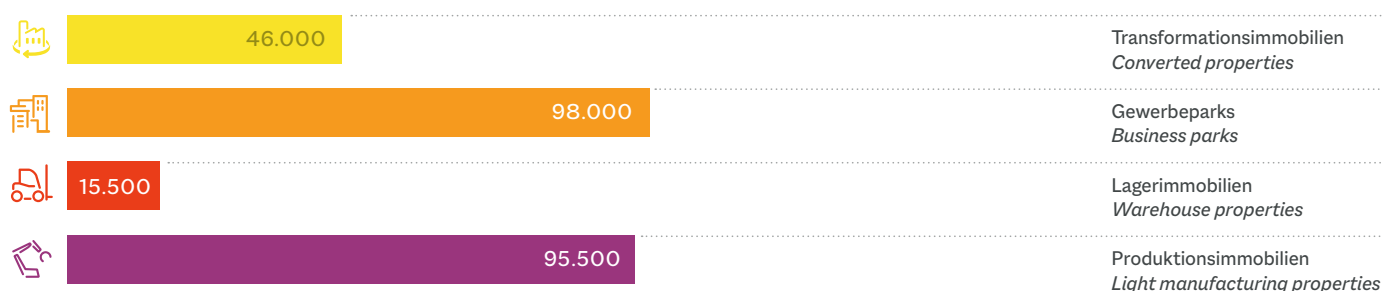 46.000
Transformationsimmobilien
Converted properties
98.000
Gewerbeparks
Business parks
15.500
Lagerimmobilien
Warehouse properties
95.500
Produktionsimmobilien
Light manufacturing properties